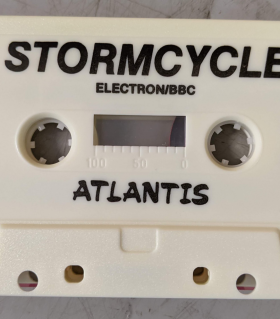 STORMCYCLE
ELECTRON/BBC
100 50 0
ATLANTIS